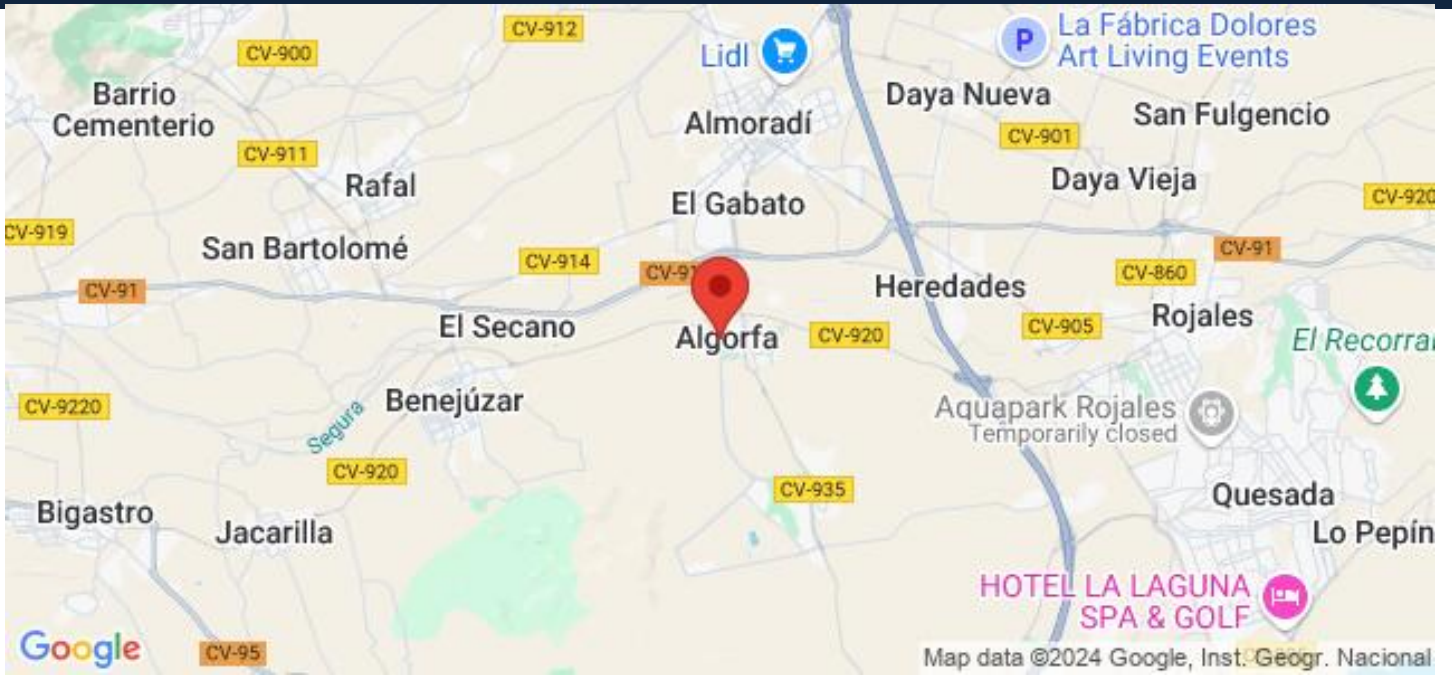 CV-912
La Fábrica Dolores
Art Living Events
P
CV-900
Lidl
Barrio
Cementerio
Daya Nueva
San Fulgencio
Almoradí
CV-901
CV-911
Rafal
Daya Vieja
El Gabato
CV-920
CV-919
San Bartolomé
CV-91
CV-914
CV-91
CV-860
CV-91
Heredades
Rojales
El Secano
Algorfa
CV-920
CV-905
El Recorral
Benejúzar
CV-9220
Segura
Aquapark Rojales
Temporarily closed
CV-920
CV-935
Quesada
Bigastro
Jacarilla
Lo Pepín
HOTEL LA LAGUNA
SPA & GOLF
Google
CV-95
Map data ©2024 Google, Inst. Geogr. Nacional